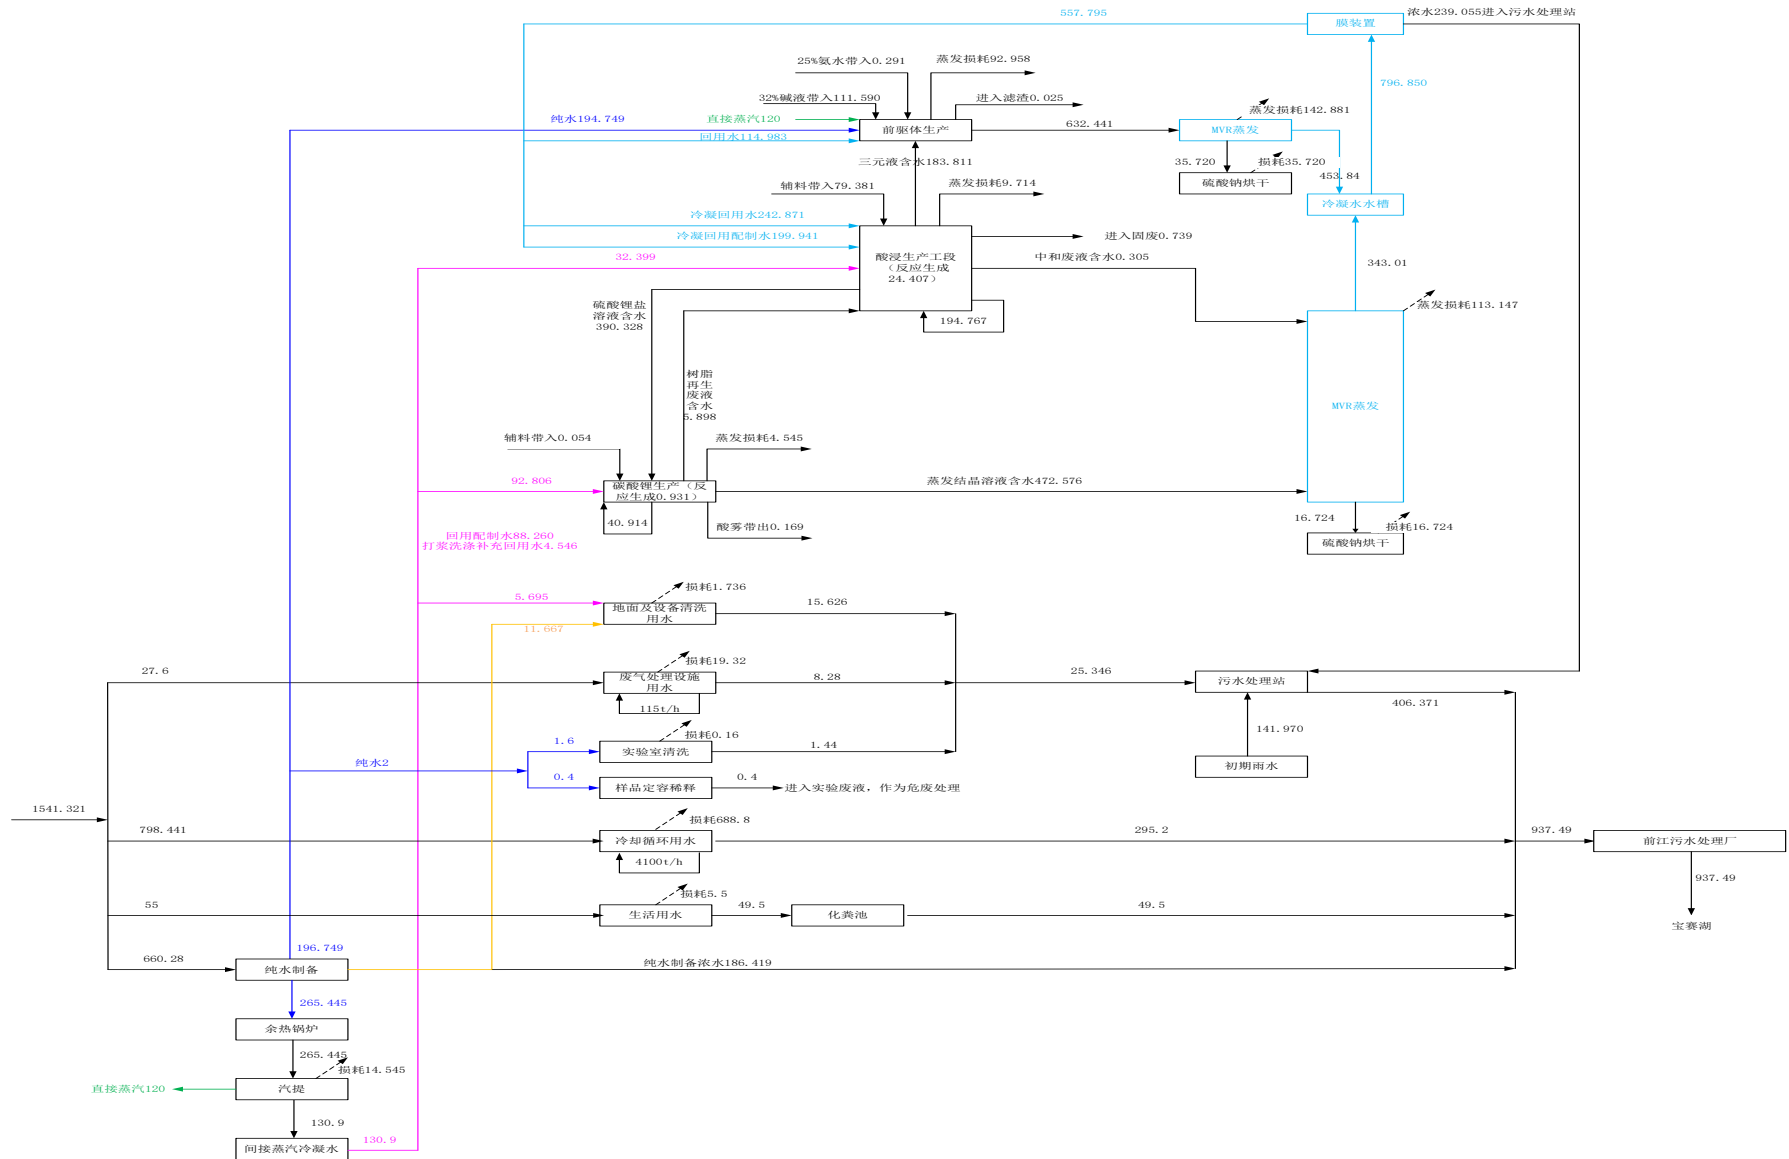 557.795
浓水239.055进入污水处理站
膜装置
25%氨水带入0.291
蒸发损耗92.958
796.850
32%碱液带入111.590
进入滤渣0.025
蒸发损耗142.881
纯水194.749
直接蒸汽120
前驱体生产
632.441
MVR蒸发
回用水114.983
三元液含水183.811
35.720
损耗35.720
453.84
辅料带入79.381
蒸发损耗9.714
硫酸钠烘干
冷凝水水槽
冷凝回用水242.871
冷凝回用配制水199.941
进入固废0.739
32.399
酸浸生产工段
（反应生成
24.407）
中和废液含水0.305
343.01
硫酸锂盐
溶液含水
390.328
194.767
蒸发损耗113.147
树脂
再生
废液
含水
5.898
MVR蒸发
辅料带入0.054
蒸发损耗4.545
92.806
碳酸锂生产（反
应生成0.931）
蒸发结晶溶液含水472.576
40.914
酸雾带出0.169
16.724
损耗16.724
回用配制水88.260
打浆洗涤补充回用水4.546
硫酸钠烘干
损耗1.736
5.695
地面及设备清洗
用水
15.626
11.667
27.6
损耗19.32
废气处理设施
用水
8.28
25.346
污水处理站
115t/h
406.371
损耗0.16
1.6
实验室清洗
1.44
141.970
纯水2
0.4
样品定容稀释
0.4
进入实验废液，作为危废处理
初期雨水
1541.321
798.441
损耗688.8
冷却循环用水
295.2
937.49
前江污水处理厂
4100t/h
937.49
55
损耗5.5
生活用水
49.5
化粪池
49.5
宝赛湖
196.749
660.28
纯水制备
纯水制备浓水186.419
265.445
余热锅炉
265.445
损耗14.545
直接蒸汽120
汽提
130.9
间接蒸汽冷凝水
130.9